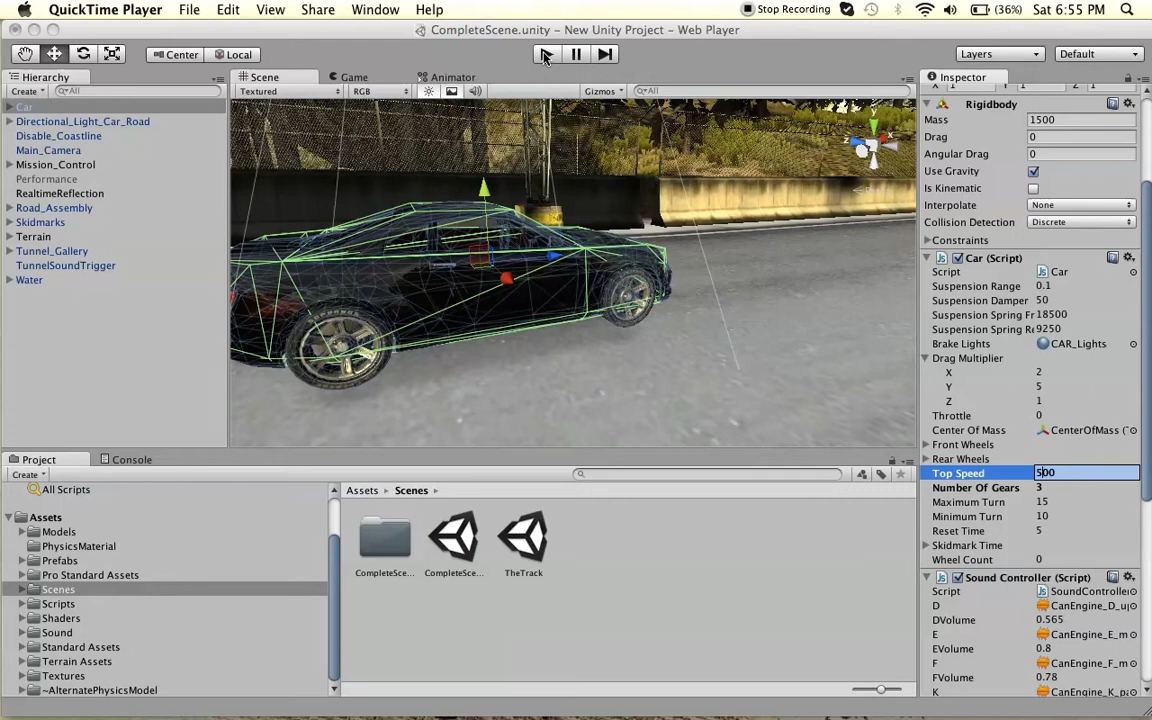 QuickTime Player File Edit View Share Window Help Stop Recording (36%) Sat 6:55 PM
CompleteScene.unity - New Unity Project - Web Player
Center Local Layers Default
Hierarchy Scene Game Animator Inspector
Create All Textured RGB Gizmos All
X 1 Y 1 Z 1
Car
Directional_Light_Car_Road
Disable_Coastline
Main_Camera
Mission_Control
Performance
RealtimeReflection
Road_Assembly
Skidmarks
Terrain
Tunnel_Gallery
TunnelSoundTrigger
Water
y
z
Rigidbody
Mass 1500
Drag 0
Angular Drag 0
Use Gravity
Is Kinematic
Interpolate None
Collision Detection Discrete
Constraints
Car (Script)
Script Car
Suspension Range 0.1
Suspension Damper 50
Suspension Spring Fr 18500
Suspension Spring Re 9250
Brake Lights CAR_Lights
Drag Multiplier
X 2
Y 5
Z 1
Throttle 0
Center Of Mass CenterOfMass (
Front Wheels
Rear Wheels
Top Speed 500
Number Of Gears 3
Maximum Turn 15
Minimum Turn 10
Reset Time 5
Skidmark Time
Wheel Count 0
Sound Controller (Script)
Script SoundController
D CanEngine_D_u
DVolume 0.565
E CanEngine_E_m
EVolume 0.8
F CanEngine_F_m
FVolume 0.78
K CanEngine_K_pa
Project Console
Create
All Scripts
Assets
Models
PhysicsMaterial
Prefabs
Pro Standard Assets
Scenes
Scripts
Shaders
Sound
Standard Assets
Terrain Assets
Textures
~AlternatePhysicsModel
Assets Scenes
CompleteSce... CompleteSce... TheTrack